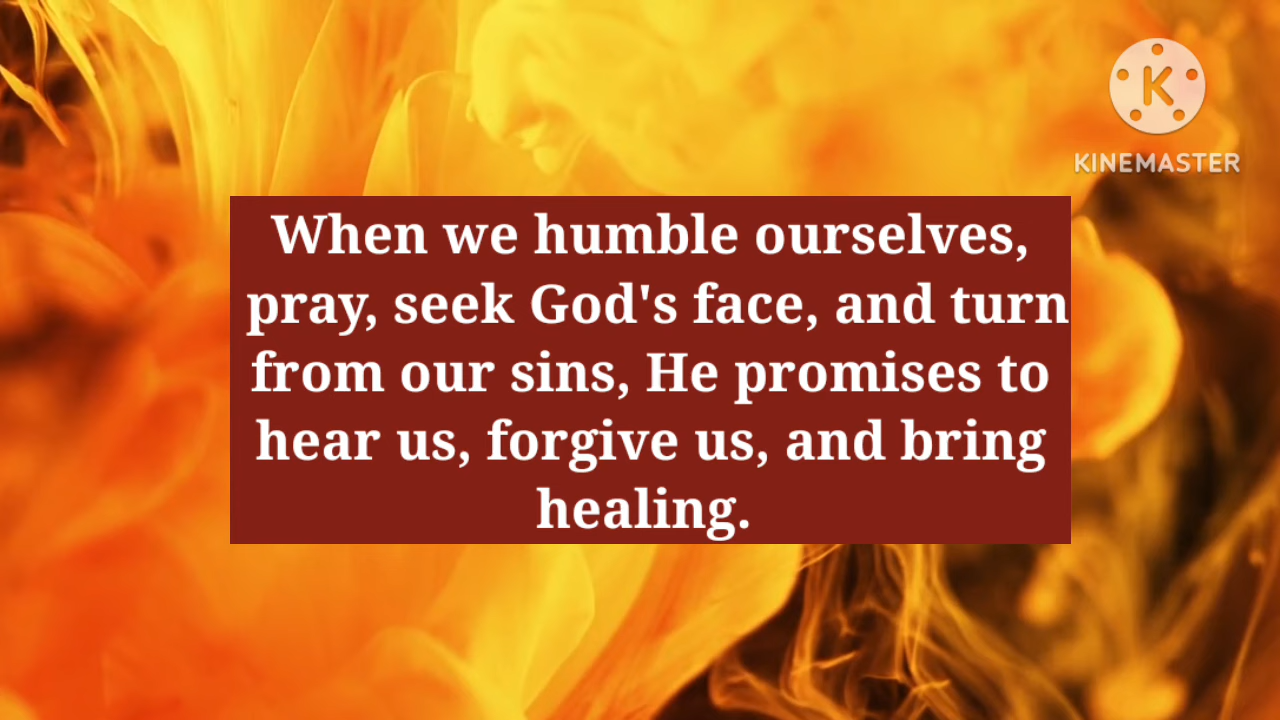 K
KINEMASTER
When we humble ourselves,
pray, seek God's face, and turn
from our sins, He promises to
hear us, forgive us, and bring
healing.